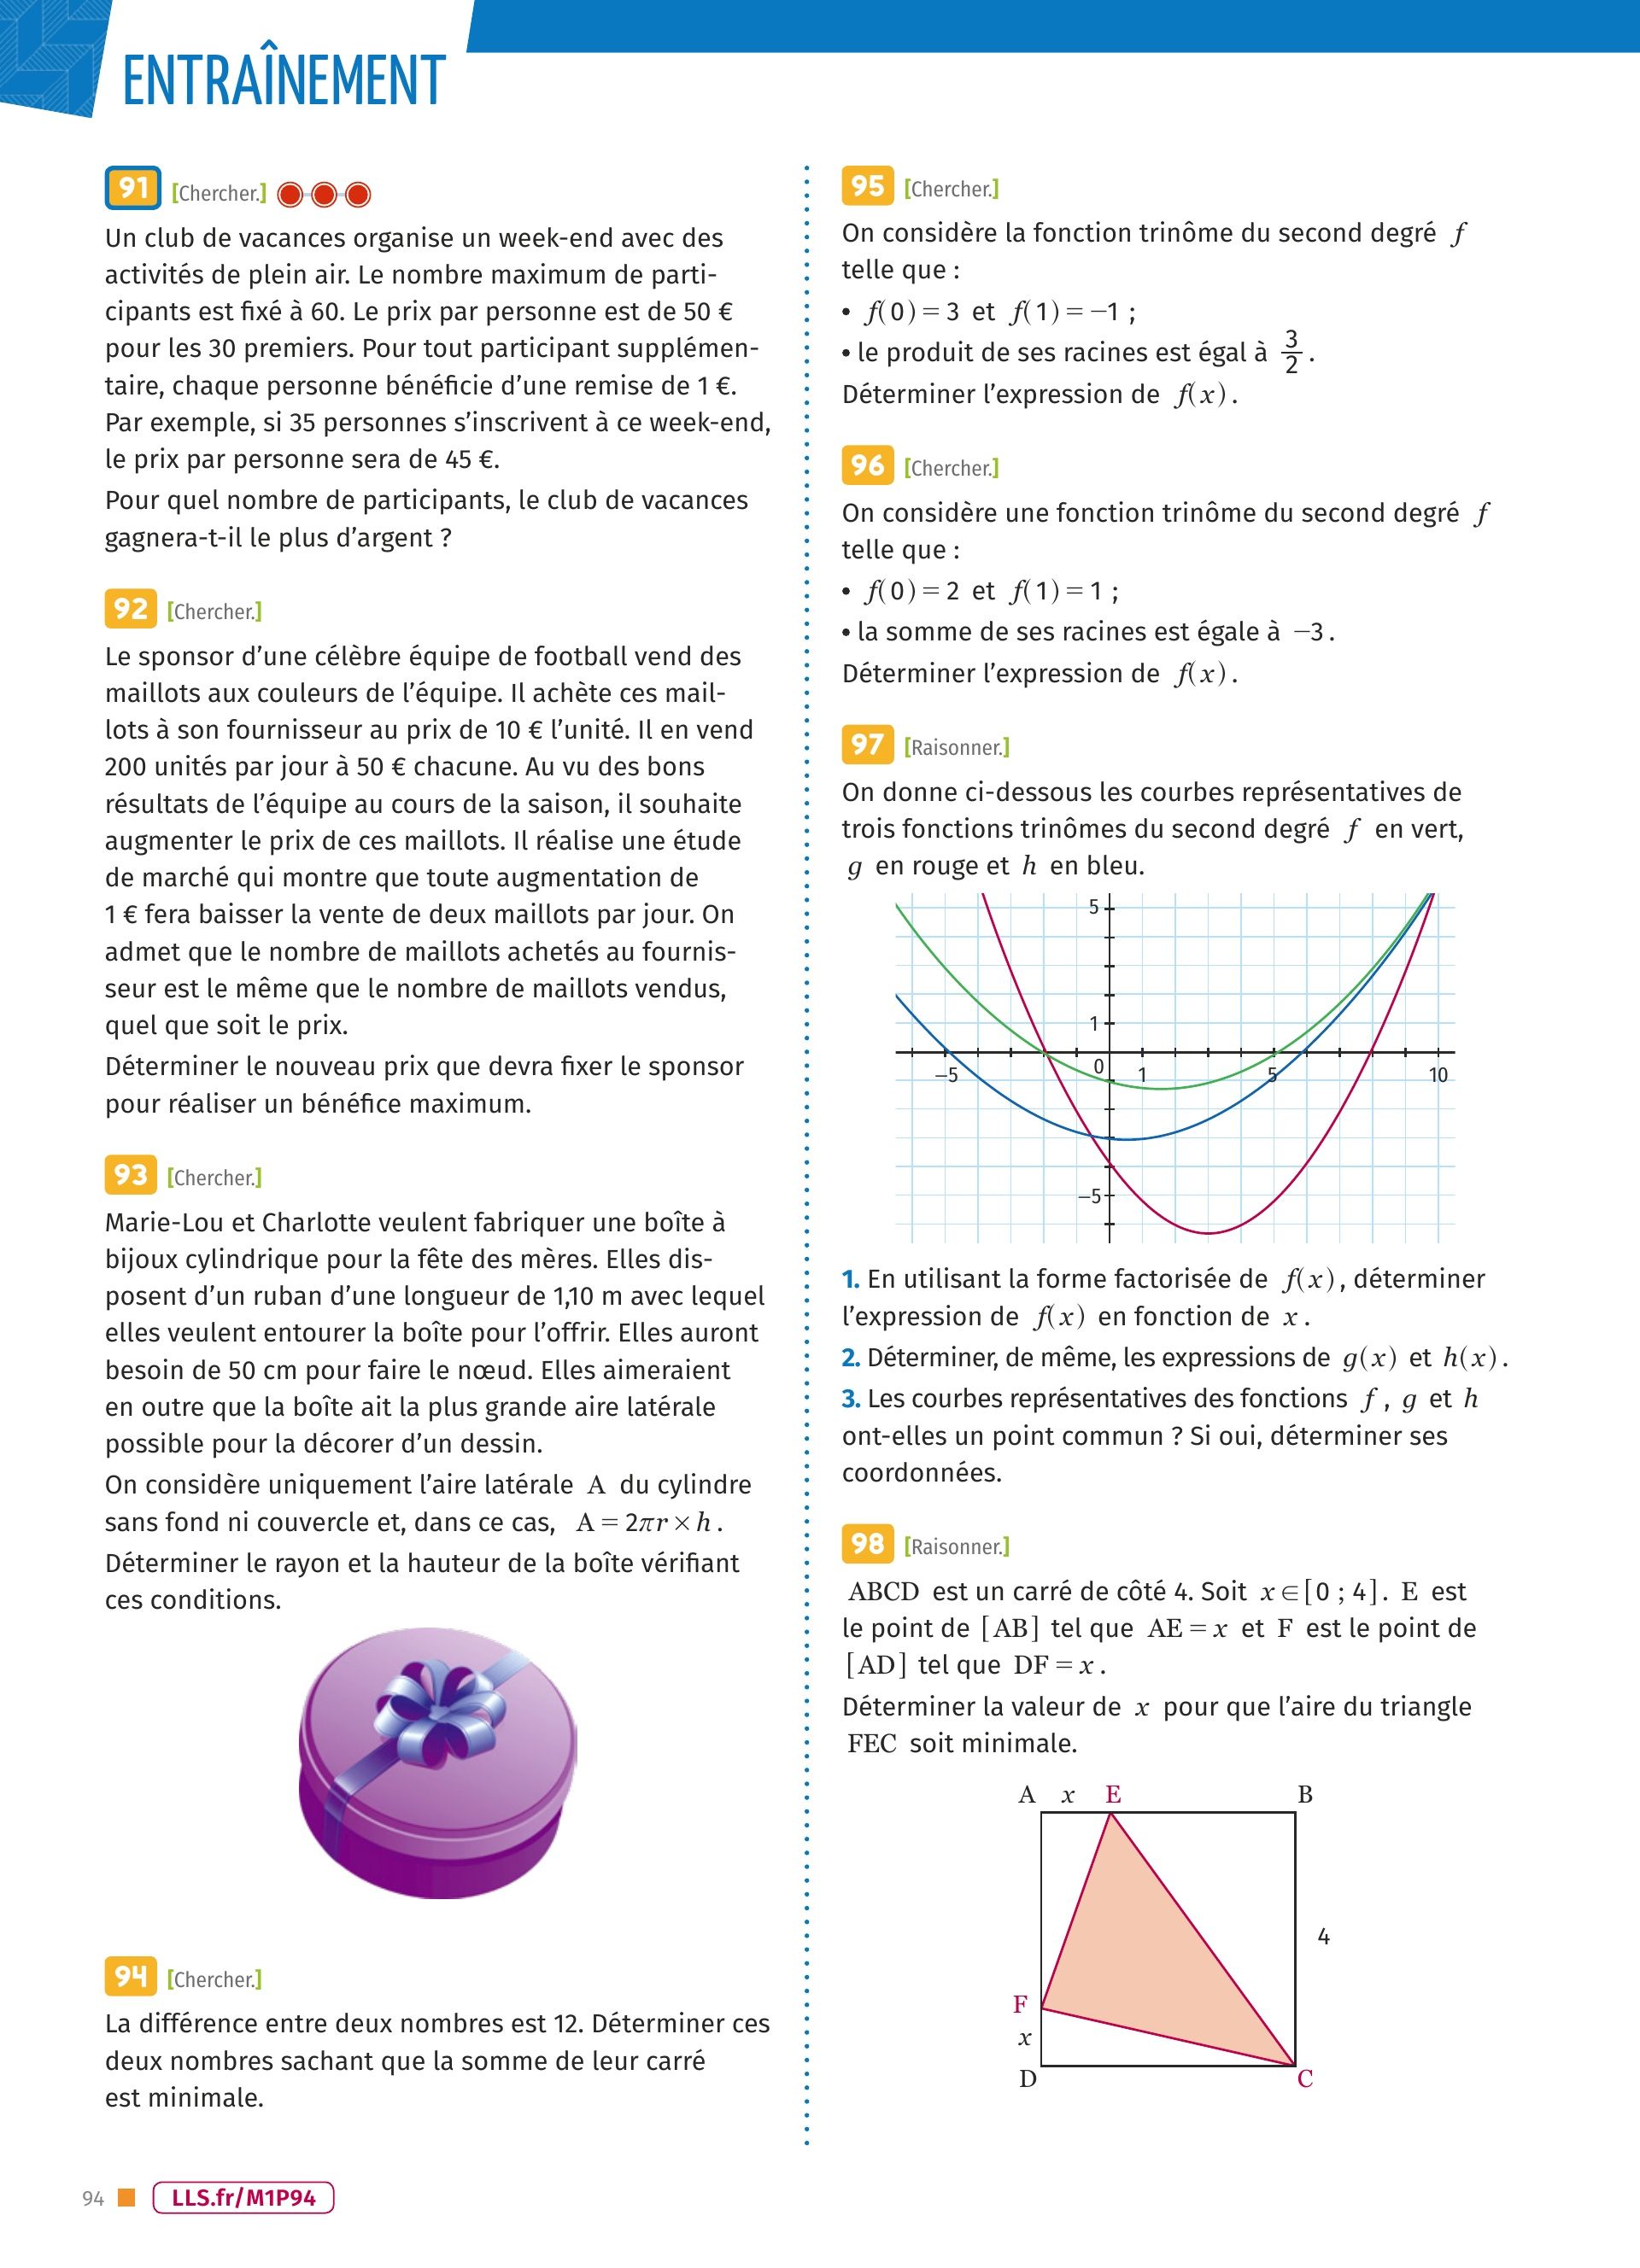 ENTRAÎNEMENT
91 [Chercher.]
Un club de vacances organise un week-end avec des
activités de plein air. Le nombre maximum de parti-
cipants est fixé à 60. Le prix par personne est de 50 €
pour les 30 premiers. Pour tout participant supplémen-
taire, chaque personne bénéficie d’une remise de 1 €.
Par exemple, si 35 personnes s’inscrivent à ce week-end,
le prix par personne sera de 45 €.
Pour quel nombre de participants, le club de vacances
gagnera-t-il le plus d’argent ?
92 [Chercher.]
Le sponsor d’une célèbre équipe de football vend des
maillots aux couleurs de l’équipe. Il achète ces mail-
lots à son fournisseur au prix de 10 € l’unité. Il en vend
200 unités par jour à 50 € chacune. Au vu des bons
résultats de l’équipe au cours de la saison, il souhaite
augmenter le prix de ces maillots. Il réalise une étude
de marché qui montre que toute augmentation de
1 € fera baisser la vente de deux maillots par jour. On
admet que le nombre de maillots achetés au fournis-
seur est le même que le nombre de maillots vendus,
quel que soit le prix.
Déterminer le nouveau prix que devra fixer le sponsor
pour réaliser un bénéfice maximum.
93 [Chercher.]
Marie-Lou et Charlotte veulent fabriquer une boîte à
bijoux cylindrique pour la fête des mères. Elles dis-
posent d’un ruban d’une longueur de 1,10 m avec lequel
elles veulent entourer la boîte pour l’offrir. Elles auront
besoin de 50 cm pour faire le nœud. Elles aimeraient
en outre que la boîte ait la plus grande aire latérale
possible pour la décorer d’un dessin.
On considère uniquement l’aire latérale A du cylindre
sans fond ni couvercle et, dans ce cas, A = 2πr × h.
Déterminer le rayon et la hauteur de la boîte vérifiant
ces conditions.
94 [Chercher.]
La différence entre deux nombres est 12. Déterminer ces
deux nombres sachant que la somme de leur carré
est minimale.
95 [Chercher.]
On considère la fonction trinôme du second degré f
telle que :
• f(0) = 3 et f(1) = −1 ;
• le produit de ses racines est égal à 3/2.
Déterminer l’expression de f(x).
96 [Chercher.]
On considère une fonction trinôme du second degré f
telle que :
• f(0) = 2 et f(1) = 1 ;
• la somme de ses racines est égale à −3.
Déterminer l’expression de f(x).
97 [Raisonner.]
On donne ci-dessous les courbes représentatives de
trois fonctions trinômes du second degré f en vert,
g en rouge et h en bleu.
5
1
−5 0 1 5 10
−5
1. En utilisant la forme factorisée de f(x), déterminer
l’expression de f(x) en fonction de x.
2. Déterminer, de même, les expressions de g(x) et h(x).
3. Les courbes représentatives des fonctions f, g et h
ont-elles un point commun ? Si oui, déterminer ses
coordonnées.
98 [Raisonner.]
ABCD est un carré de côté 4. Soit x ∈ [0 ; 4]. E est
le point de [AB] tel que AE = x et F est le point de
[AD] tel que DF = x.
Déterminer la valeur de x pour que l’aire du triangle
FEC soit minimale.
A x E B
4
F
x
D C
94 LLS.fr/M1P94